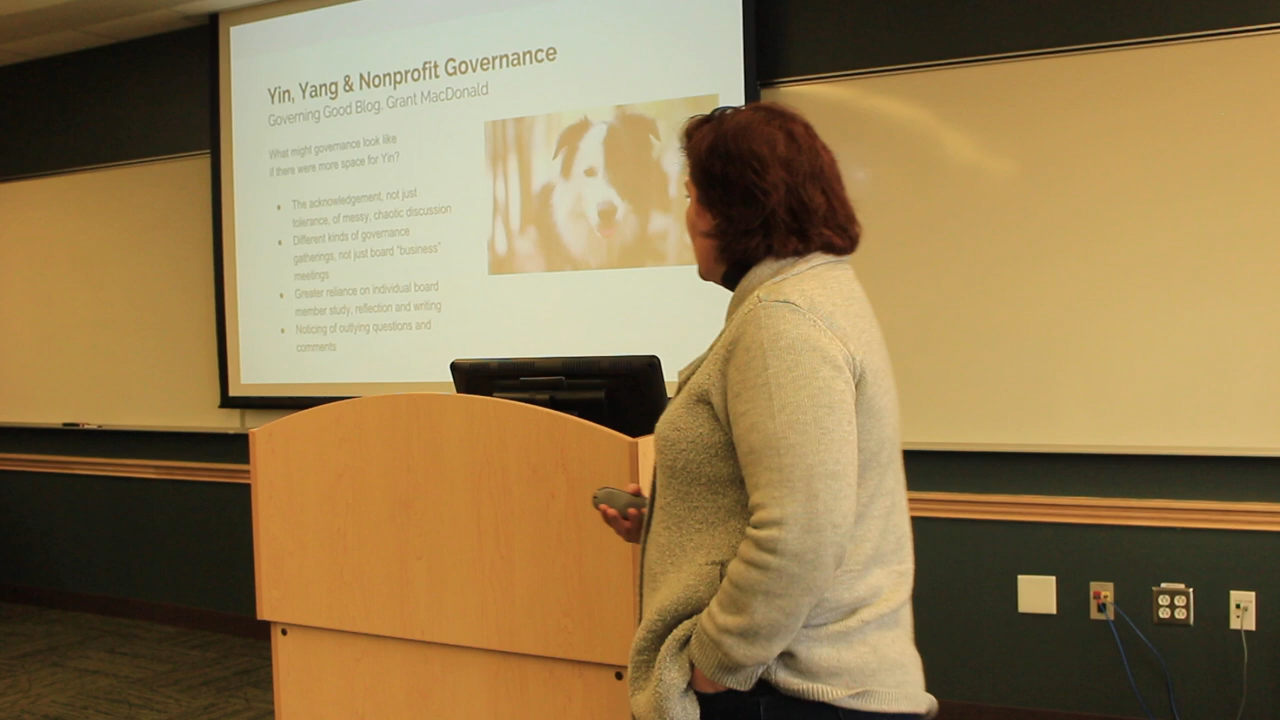 Yin, Yang & Nonprofit Governance
Governing Good Blog. Grant MacDonald
What might governance look like
if there were more space for Yin?
● The acknowledgement, not just
tolerance, of messy, chaotic discussion
● Different kinds of governance
gatherings, not just board "business"
meetings
● Greater reliance on individual board
member study, reflection and writing
● Noticing of outlying questions and
comments